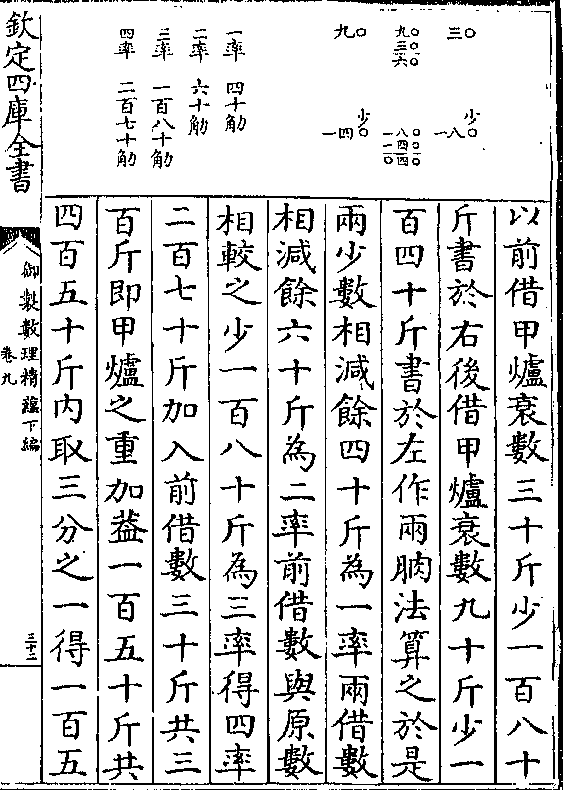 三〇
少
一八〇
九〇
三〇
六〇
一八〇
一四〇
四〇
九〇
少
一四〇
一率 四十觔
二率 六十觔
三率 一百八十觔
四率 二百七十觔
以前借甲爐衰數三十斤少一百八十
斤書於右後借甲爐衰數九十斤少一
百四十斤書於左作兩朒法算之於是
兩少數相減餘四十斤為一率兩借數
相減餘六十斤為二率前借數與原數
相較之少一百八十斤為三率得四率
二百七十斤加入前借數三十斤共三
百斤即甲爐之重加葢一百五十斤共
四百五十斤內取三分之一得一百五
欽定四庫全書
御製數理精蘊下編
卷九
三十二